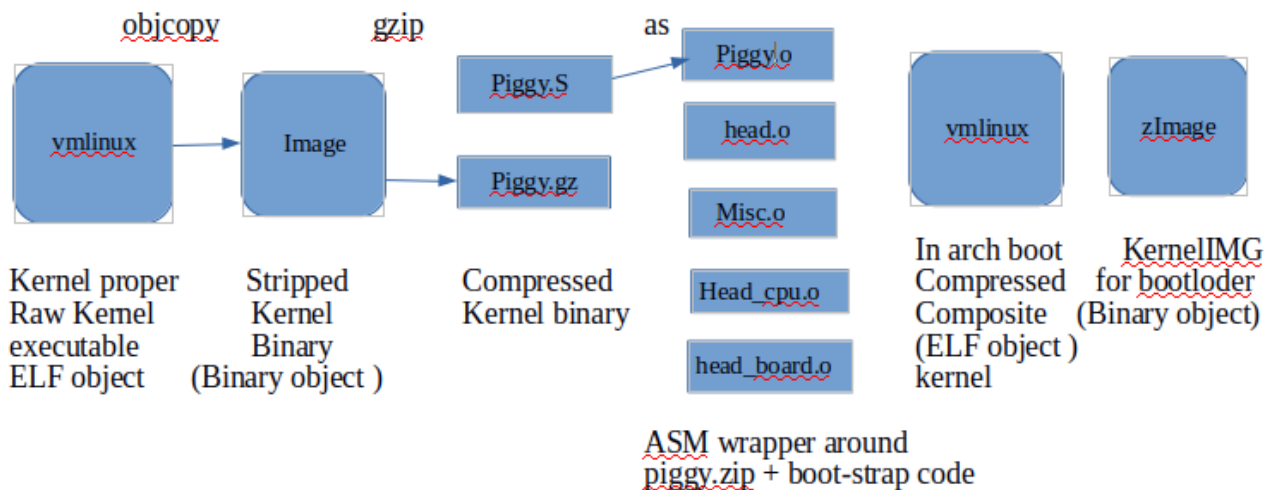 objcopy
gzip
as
vmlinux
Image
Piggy.S
Piggy.gz
Piggy.o
head.o
Misc.o
Head_cpu.o
head_board.o
vmlinux
zImage
Kernel proper
Raw Kernel
executable
ELF object
Stripped
Kernel
Binary
(Binary object )
Compressed
Kernel binary
ASM wrapper around
piggy.zip + boot-strap code
In arch boot
Compressed
Composite
(ELF object )
kernel
KernelIMG
for bootloder
(Binary object)